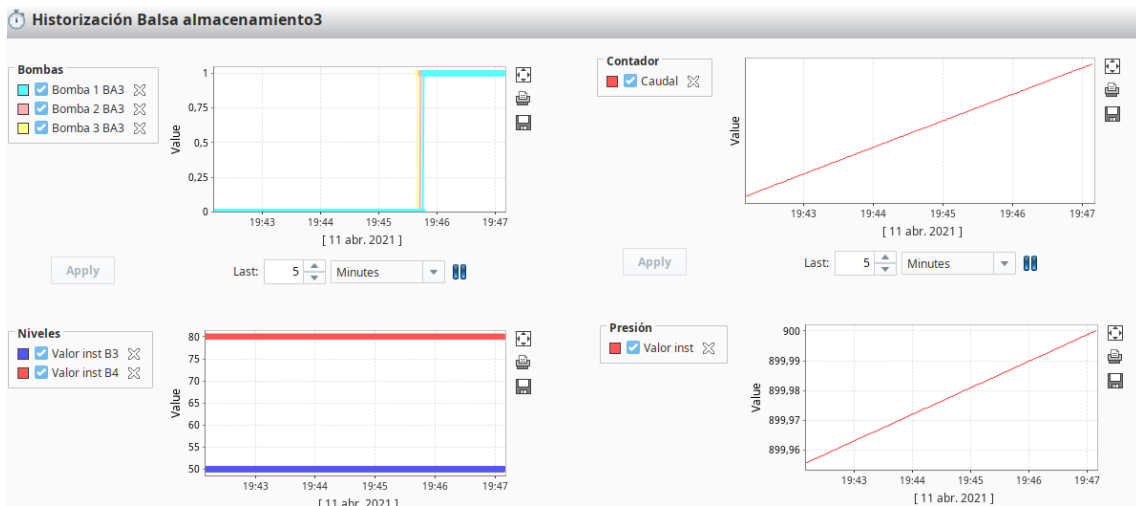 Historización Balsa almacenamiento3
Bombas
Bomba 1 BA3
Bomba 2 BA3
Bomba 3 BA3
Value
1
0,75
0,5
0,25
0
19:43 19:44 19:45 19:46 19:47
[ 11 abr. 2021 ]
Apply
Last: 5 Minutes
Contador
Caudal
Value
19:43 19:44 19:45 19:46 19:47
[ 11 abr. 2021 ]
Apply
Last: 5 Minutes
Niveles
Valor inst B3
Valor inst B4
Value
80
75
70
65
60
55
50
19:43 19:44 19:45 19:46 19:47
[ 11 abr. 2021 ]
Presión
Valor inst
Value
900
899,99
899,98
899,97
899,96
19:43 19:44 19:45 19:46 19:47
[ 11 abr. 2021 ]